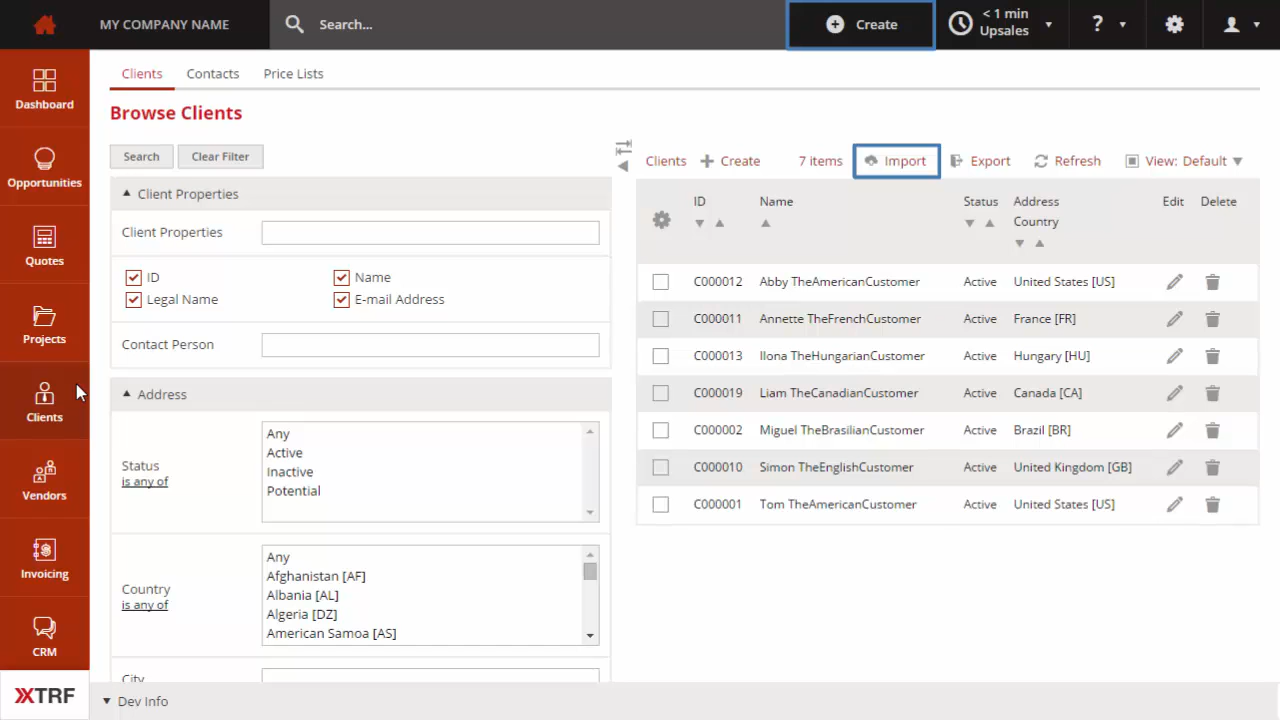 MY COMPANY NAME
Search...
Create
< 1 min
Upsales
?
Dashboard
Opportunities
Quotes
Projects
Clients
Vendors
Invoicing
CRM
XTRF
Clients Contacts Price Lists
Browse Clients
Search Clear Filter
Client Properties
Client Properties
ID Name
Legal Name E-mail Address
Contact Person
Address
Status
is any of
Any
Active
Inactive
Potential
Country
is any of
Any
Afghanistan [AF]
Albania [AL]
Algeria [DZ]
American Samoa [AS]
City
Clients Create 7 items Import Export Refresh View: Default
ID Name Status Address Country Edit Delete
C000012 Abby TheAmericanCustomer Active United States [US]
C000011 Annette TheFrenchCustomer Active France [FR]
C000013 Ilona TheHungarianCustomer Active Hungary [HU]
C000019 Liam TheCanadianCustomer Active Canada [CA]
C000002 Miguel TheBrasilianCustomer Active Brazil [BR]
C000010 Simon TheEnglishCustomer Active United Kingdom [GB]
C000001 Tom TheAmericanCustomer Active United States [US]
Dev Info